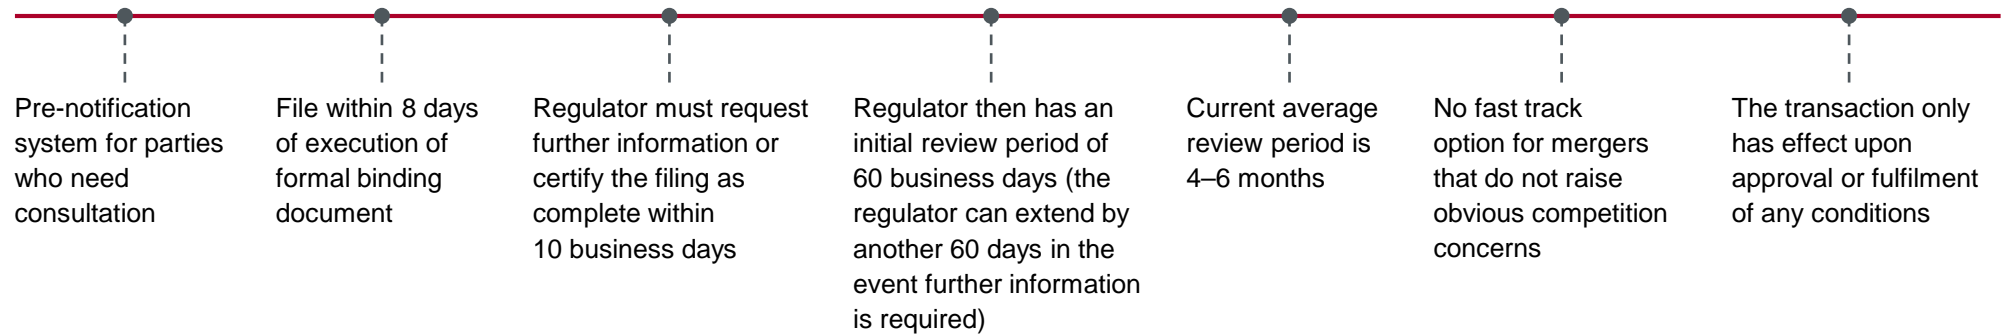 Pre-notification
system for parties
who need
consultation
File within 8 days
of execution of
formal binding
document
Regulator must request
further information or
certify the filing as
complete within
10 business days
Regulator then has an
initial review period of
60 business days (the
regulator can extend by
another 60 days in the
event further information
is required)
Current average
review period is
4–6 months
No fast track
option for mergers
that do not raise
obvious competition
concerns
The transaction only
has effect upon
approval or fulfilment
of any conditions